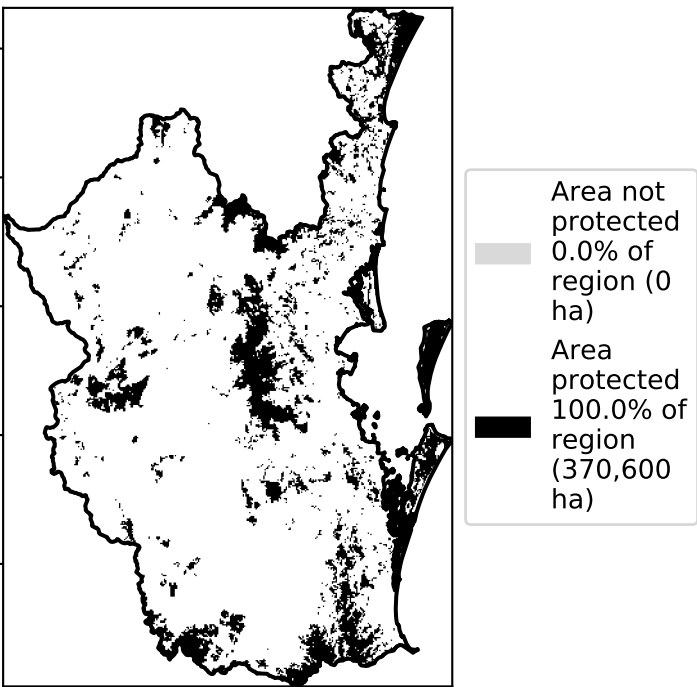 Area not
protected
0.0% of
region (0
ha)
Area
protected
100.0% of
region
(370,600
ha)